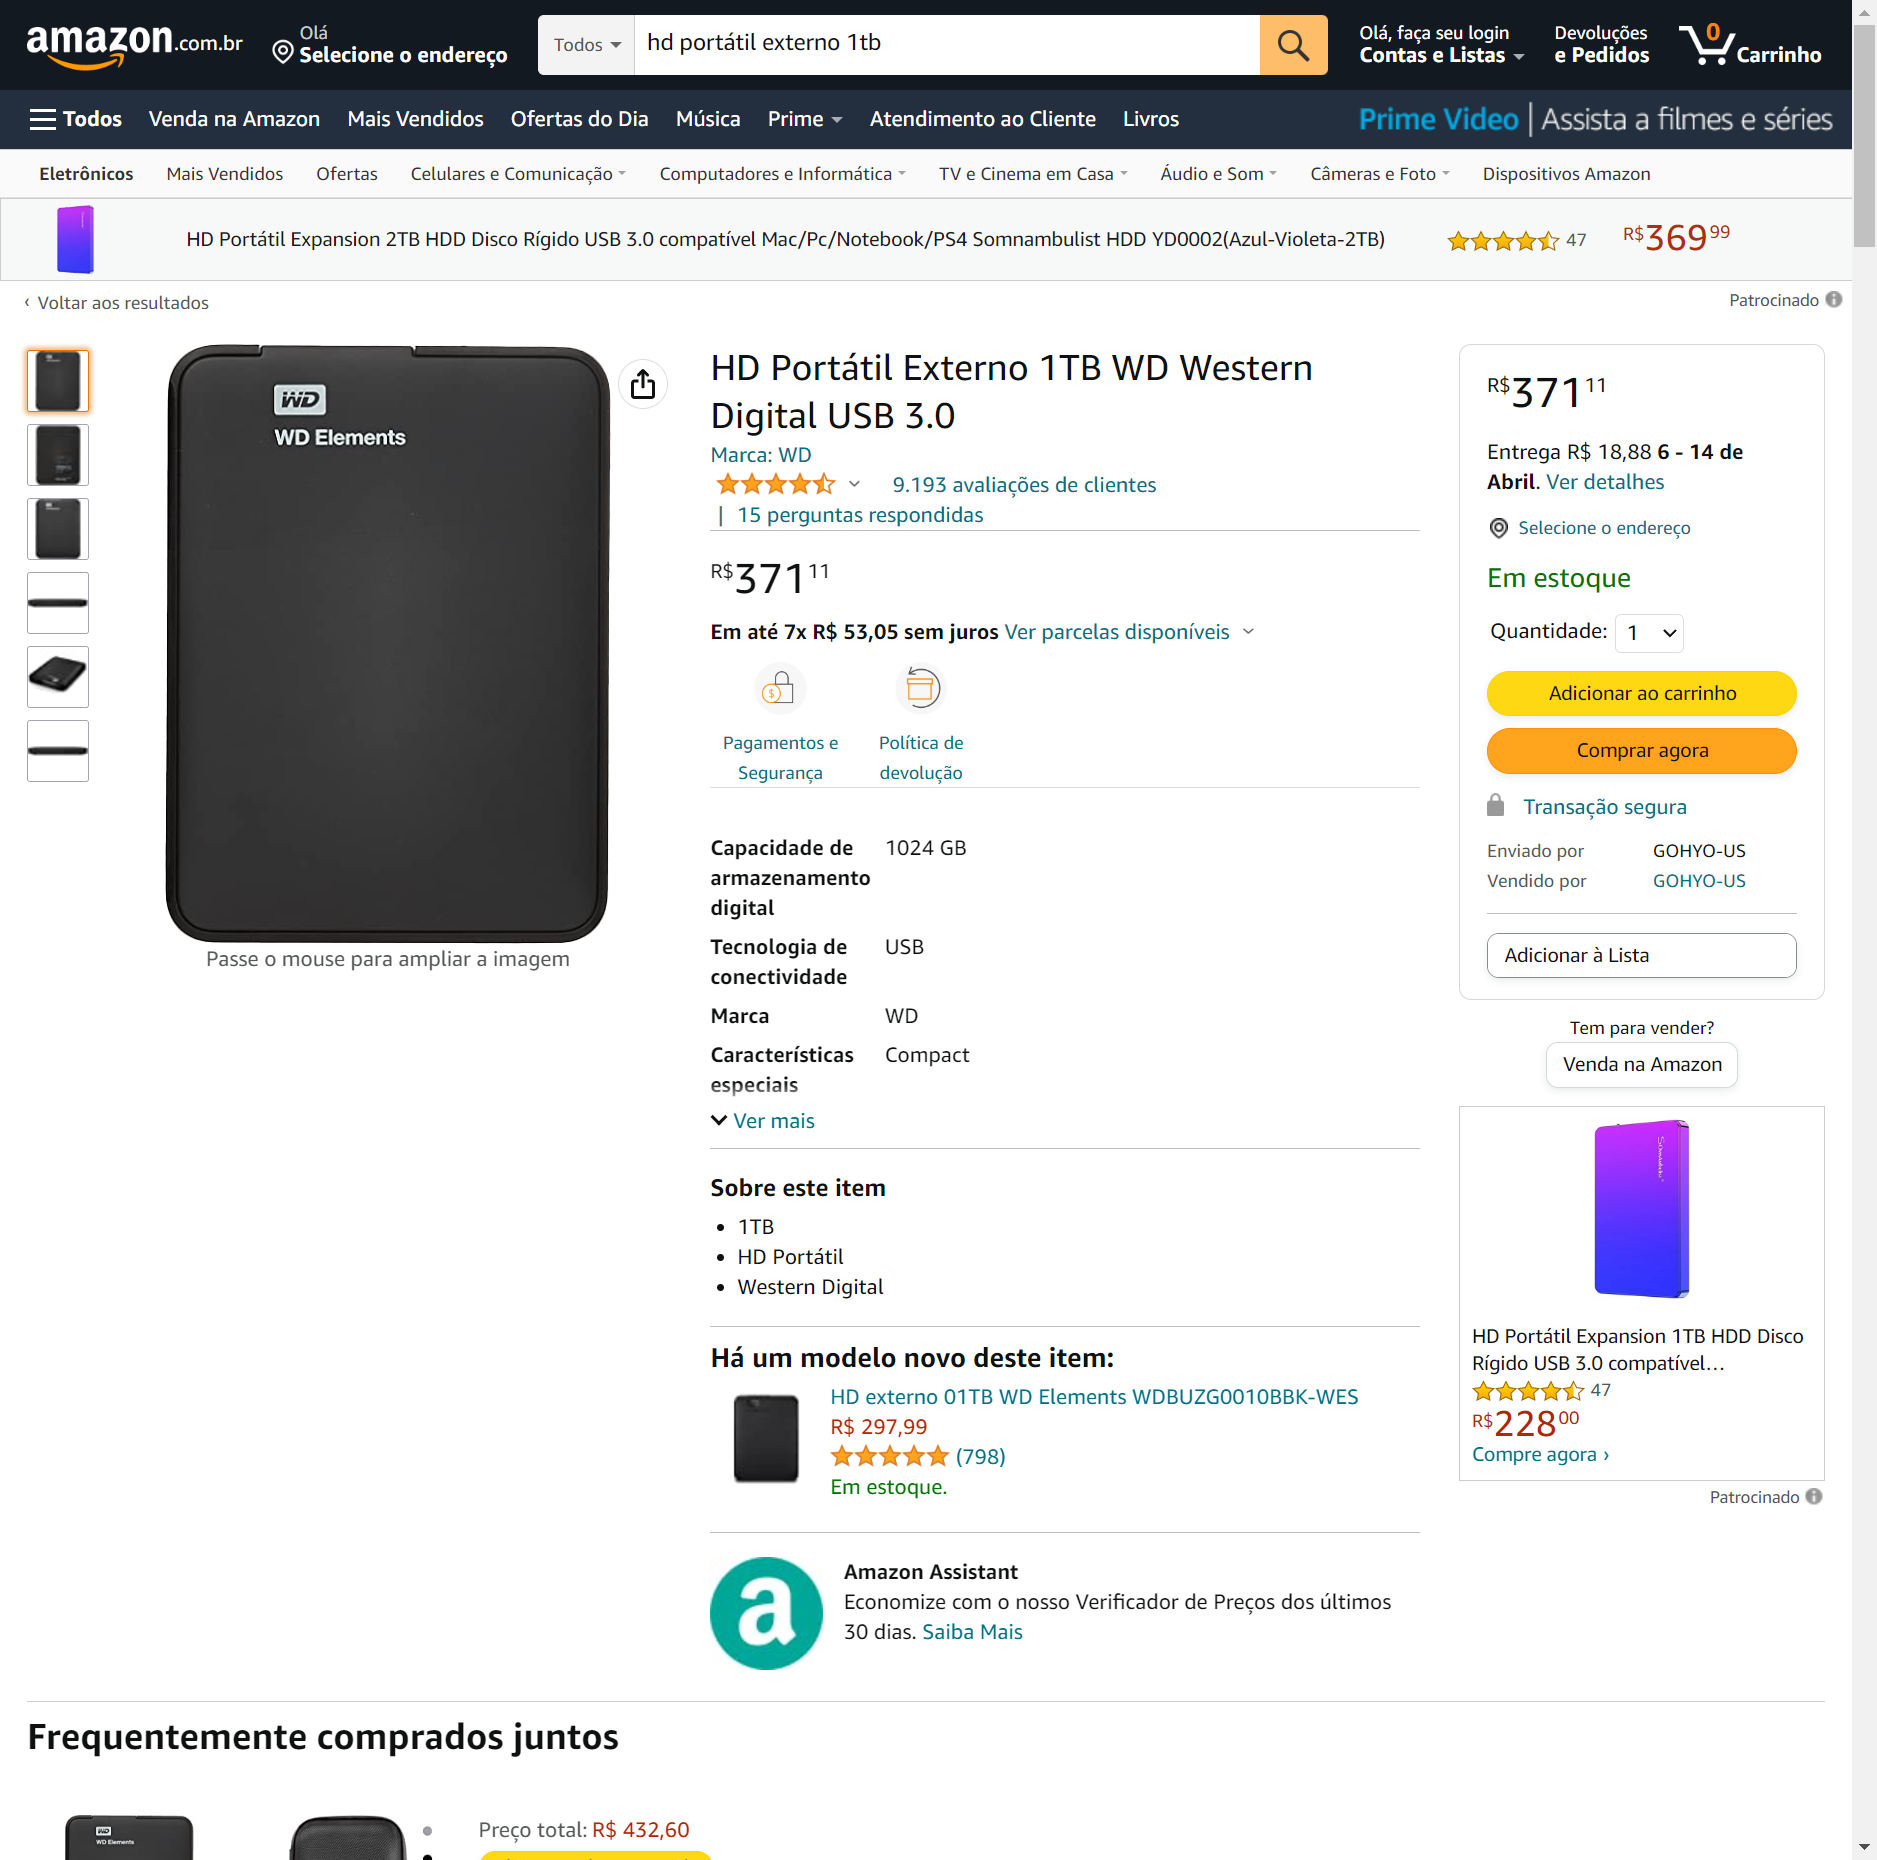 amazon.com.br
Olá
Selecione o endereço
Todos
hd portátil externo 1tb
Olá, faça seu login
Contas e Listas
Devoluções
e Pedidos
0
Carrinho
Todos
Venda na Amazon
Mais Vendidos
Ofertas do Dia
Música
Prime
Atendimento ao Cliente
Livros
Prime Video | Assista a filmes e séries
Eletrônicos
Mais Vendidos
Ofertas
Celulares e Comunicação
Computadores e Informática
TV e Cinema em Casa
Áudio e Som
Câmeras e Foto
Dispositivos Amazon
HD Portátil Expansion 2TB HDD Disco Rígido USB 3.0 compatível Mac/Pc/Notebook/PS4 Somnambulist HDD YD0002(Azul-Violeta-2TB)
47
R$36999
‹ Voltar aos resultados
Patrocinado
WD
WD Elements
Passe o mouse para ampliar a imagem
HD Portátil Externo 1TB WD Western
Digital USB 3.0
Marca: WD
9.193 avaliações de clientes
| 15 perguntas respondidas
R$37111
Em até 7x R$ 53,05 sem juros Ver parcelas disponíveis
Pagamentos e
Segurança
Política de
devolução
Capacidade de
armazenamento
digital
1024 GB
Tecnologia de
conectividade
USB
Marca
WD
Características
especiais
Compact
Ver mais
Sobre este item
• 1TB
• HD Portátil
• Western Digital
Há um modelo novo deste item:
HD externo 01TB WD Elements WDBUZG0010BBK-WES
R$ 297,99
(798)
Em estoque.
a
Amazon Assistant
Economize com o nosso Verificador de Preços dos últimos
30 dias. Saiba Mais
R$37111
Entrega R$ 18,88 6 - 14 de
Abril. Ver detalhes
Selecione o endereço
Em estoque
Quantidade: 1
Adicionar ao carrinho
Comprar agora
Transação segura
Enviado por GOHYO-US
Vendido por GOHYO-US
Adicionar à Lista
Tem para vender?
Venda na Amazon
HD Portátil Expansion 1TB HDD Disco
Rígido USB 3.0 compatível…
47
R$22800
Compre agora ›
Patrocinado
Frequentemente comprados juntos
WD
WD Elements
Preço total: R$ 432,60